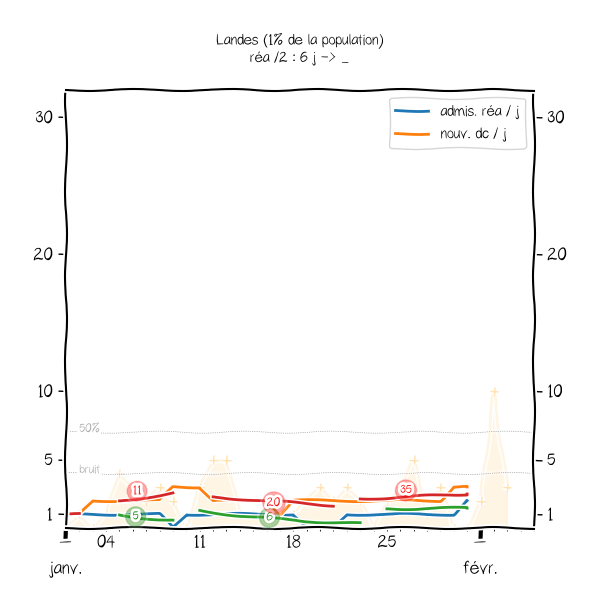 Landes (1% de la population)
réa /2 : 6 j -> _
admis. réa / j
nouv. dc / j
30
30
20
20
10
10
50%
5
5
bruit
11
20
35
5
6
1
1
04
11
18
25
janv.
févr.